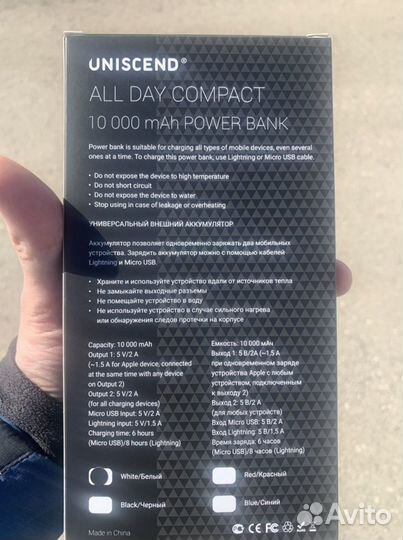 UNISCEND®
ALL DAY COMPACT
10 000 mAh POWER BANK
Power bank is suitable for charging all types of mobile devices, even several
ones at a time. To charge this power bank, use Lightning or Micro USB cable.
• Do not expose the device to high temperature
• Do not short circuit
• Do not expose the device to water
• Stop using in case of leakage or overheating
УНИВЕРСАЛЬНЫЙ ВНЕШНИЙ АККУМУЛЯТОР
Аккумулятор позволяет одновременно заряжать два мобильных
устройства. Зарядить аккумулятор можно с помощью кабелей
Lightning и Micro USB.
• Храните и используйте устройство вдали от источников тепла
• Не замыкайте выходные разъемы
• Не помещайте устройство в воду
• Не используйте устройство в случае сильного нагрева
или обнаружения следов протечки на корпусе
Capacity: 10 000 mAh
Output 1: 5 V/2 A
(~1.5 A for Apple device, connected
at the same time with any device
on Output 2)
Output 2: 5 V/2 A
(for all charging devices)
Micro USB Input: 5 V/2 A
Lightning input: 5 V/1.5 A
Charging time: 6 hours
(Micro USB)/8 hours (Lightning)
Емкость: 10 000 мАч
Выход 1: 5 В/2А (~1.5 А
при одновременном заряде
устройства Apple с любым
устройством, подключенным
к выходу 2)
Выход 2: 5 В/2 А
(для любых устройств)
Вход Micro USB: 5 В/2 А
Вход Lightning: 5 В/1,5 А
Время заряда: 6 часов
(Micro USB)/8 часов (Lightning)
White/Белый
Red/Красный
Black/Черный
Blue/Синий
Made in China
CE FC
Avito